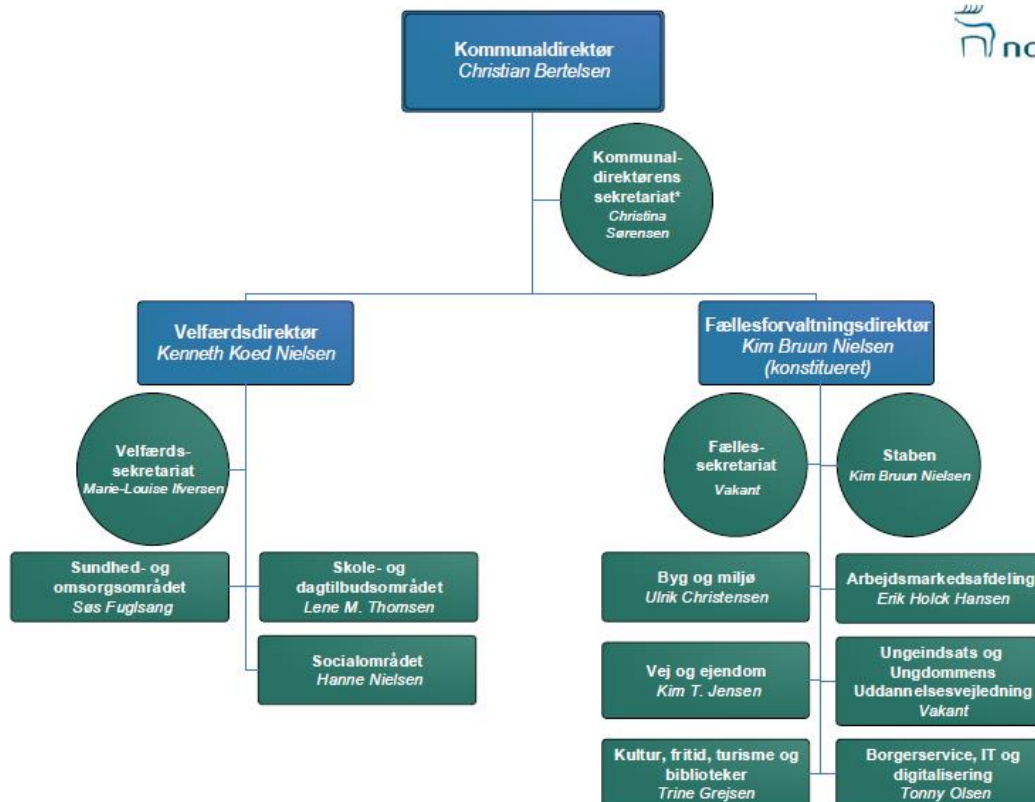 Kommunaldirektør
Christian Bertelsen
Kommunal-
direktørens
sekretariat*
Christina
Sørensen
Velfærdsdirektør
Kenneth Koed Nielsen
Fællesforvaltningsdirektør
Kim Bruun Nielsen
(konstitueret)
Velfærds-
sekretariat
Marie-Louise Ifversen
Fælles-
sekretariat
Vakant
Staben
Kim Bruun Nielsen
Sundhed- og
omsorgsområdet
Søs Fuglsang
Skole- og
dagtilbudsområdet
Lene M. Thomsen
Socialområdet
Hanne Nielsen
Byg og miljø
Ulrik Christensen
Arbejdsmarkedsafdeling
Erik Holck Hansen
Vej og ejendom
Kim T. Jensen
Ungeindsats og
Ungdommens
Uddannelsesvejledning
Vakant
Kultur, fritid, turisme og
biblioteker
Trine Grejsen
Borgerservice, IT og
digitalisering
Tonny Olsen